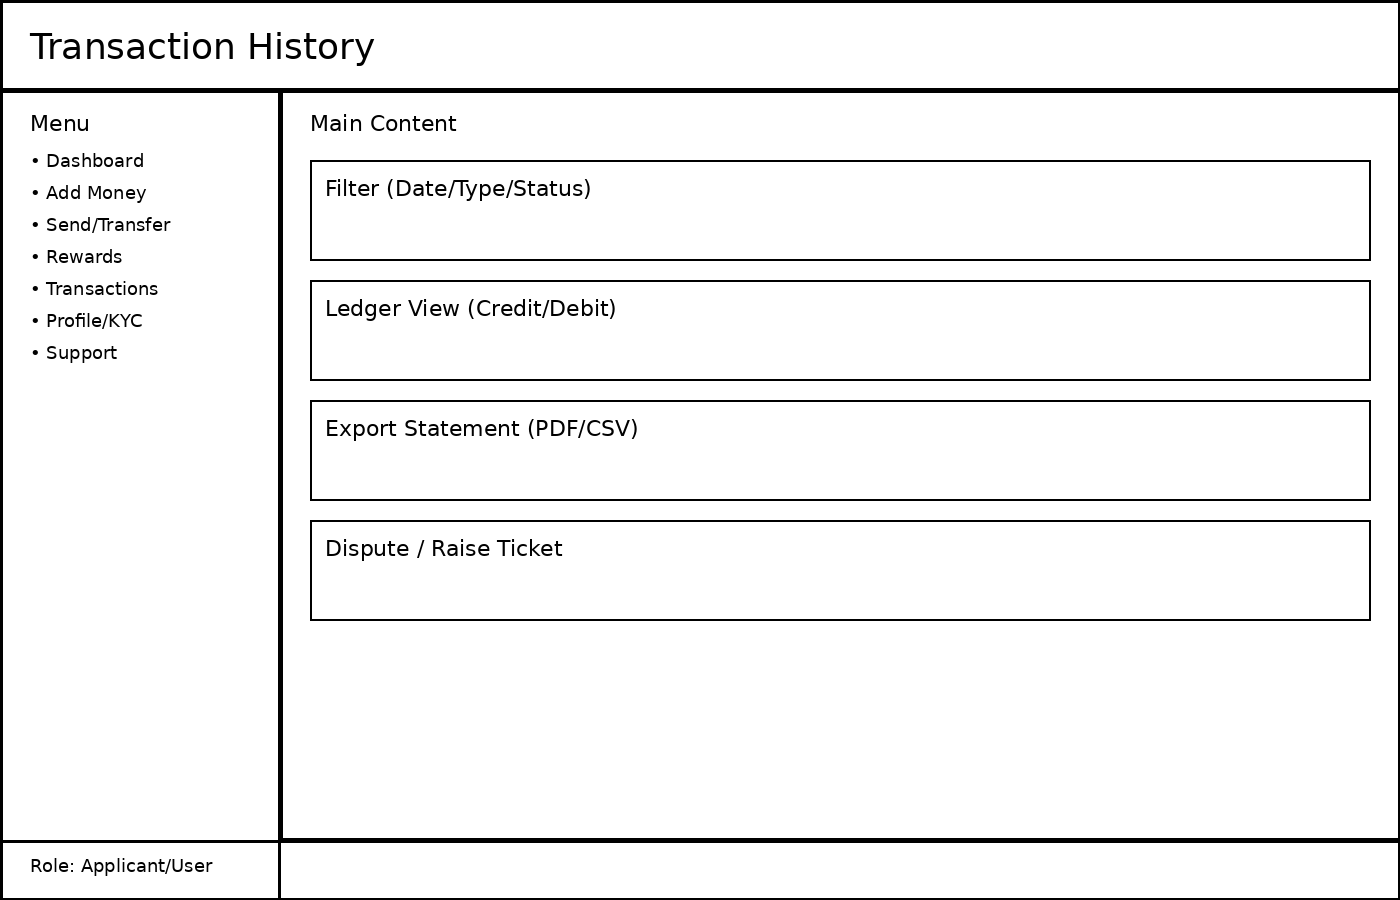 Transaction History
Menu
• Dashboard
• Add Money
• Send/Transfer
• Rewards
• Transactions
• Profile/KYC
• Support
Main Content
Filter (Date/Type/Status)
Ledger View (Credit/Debit)
Export Statement (PDF/CSV)
Dispute / Raise Ticket
Role: Applicant/User